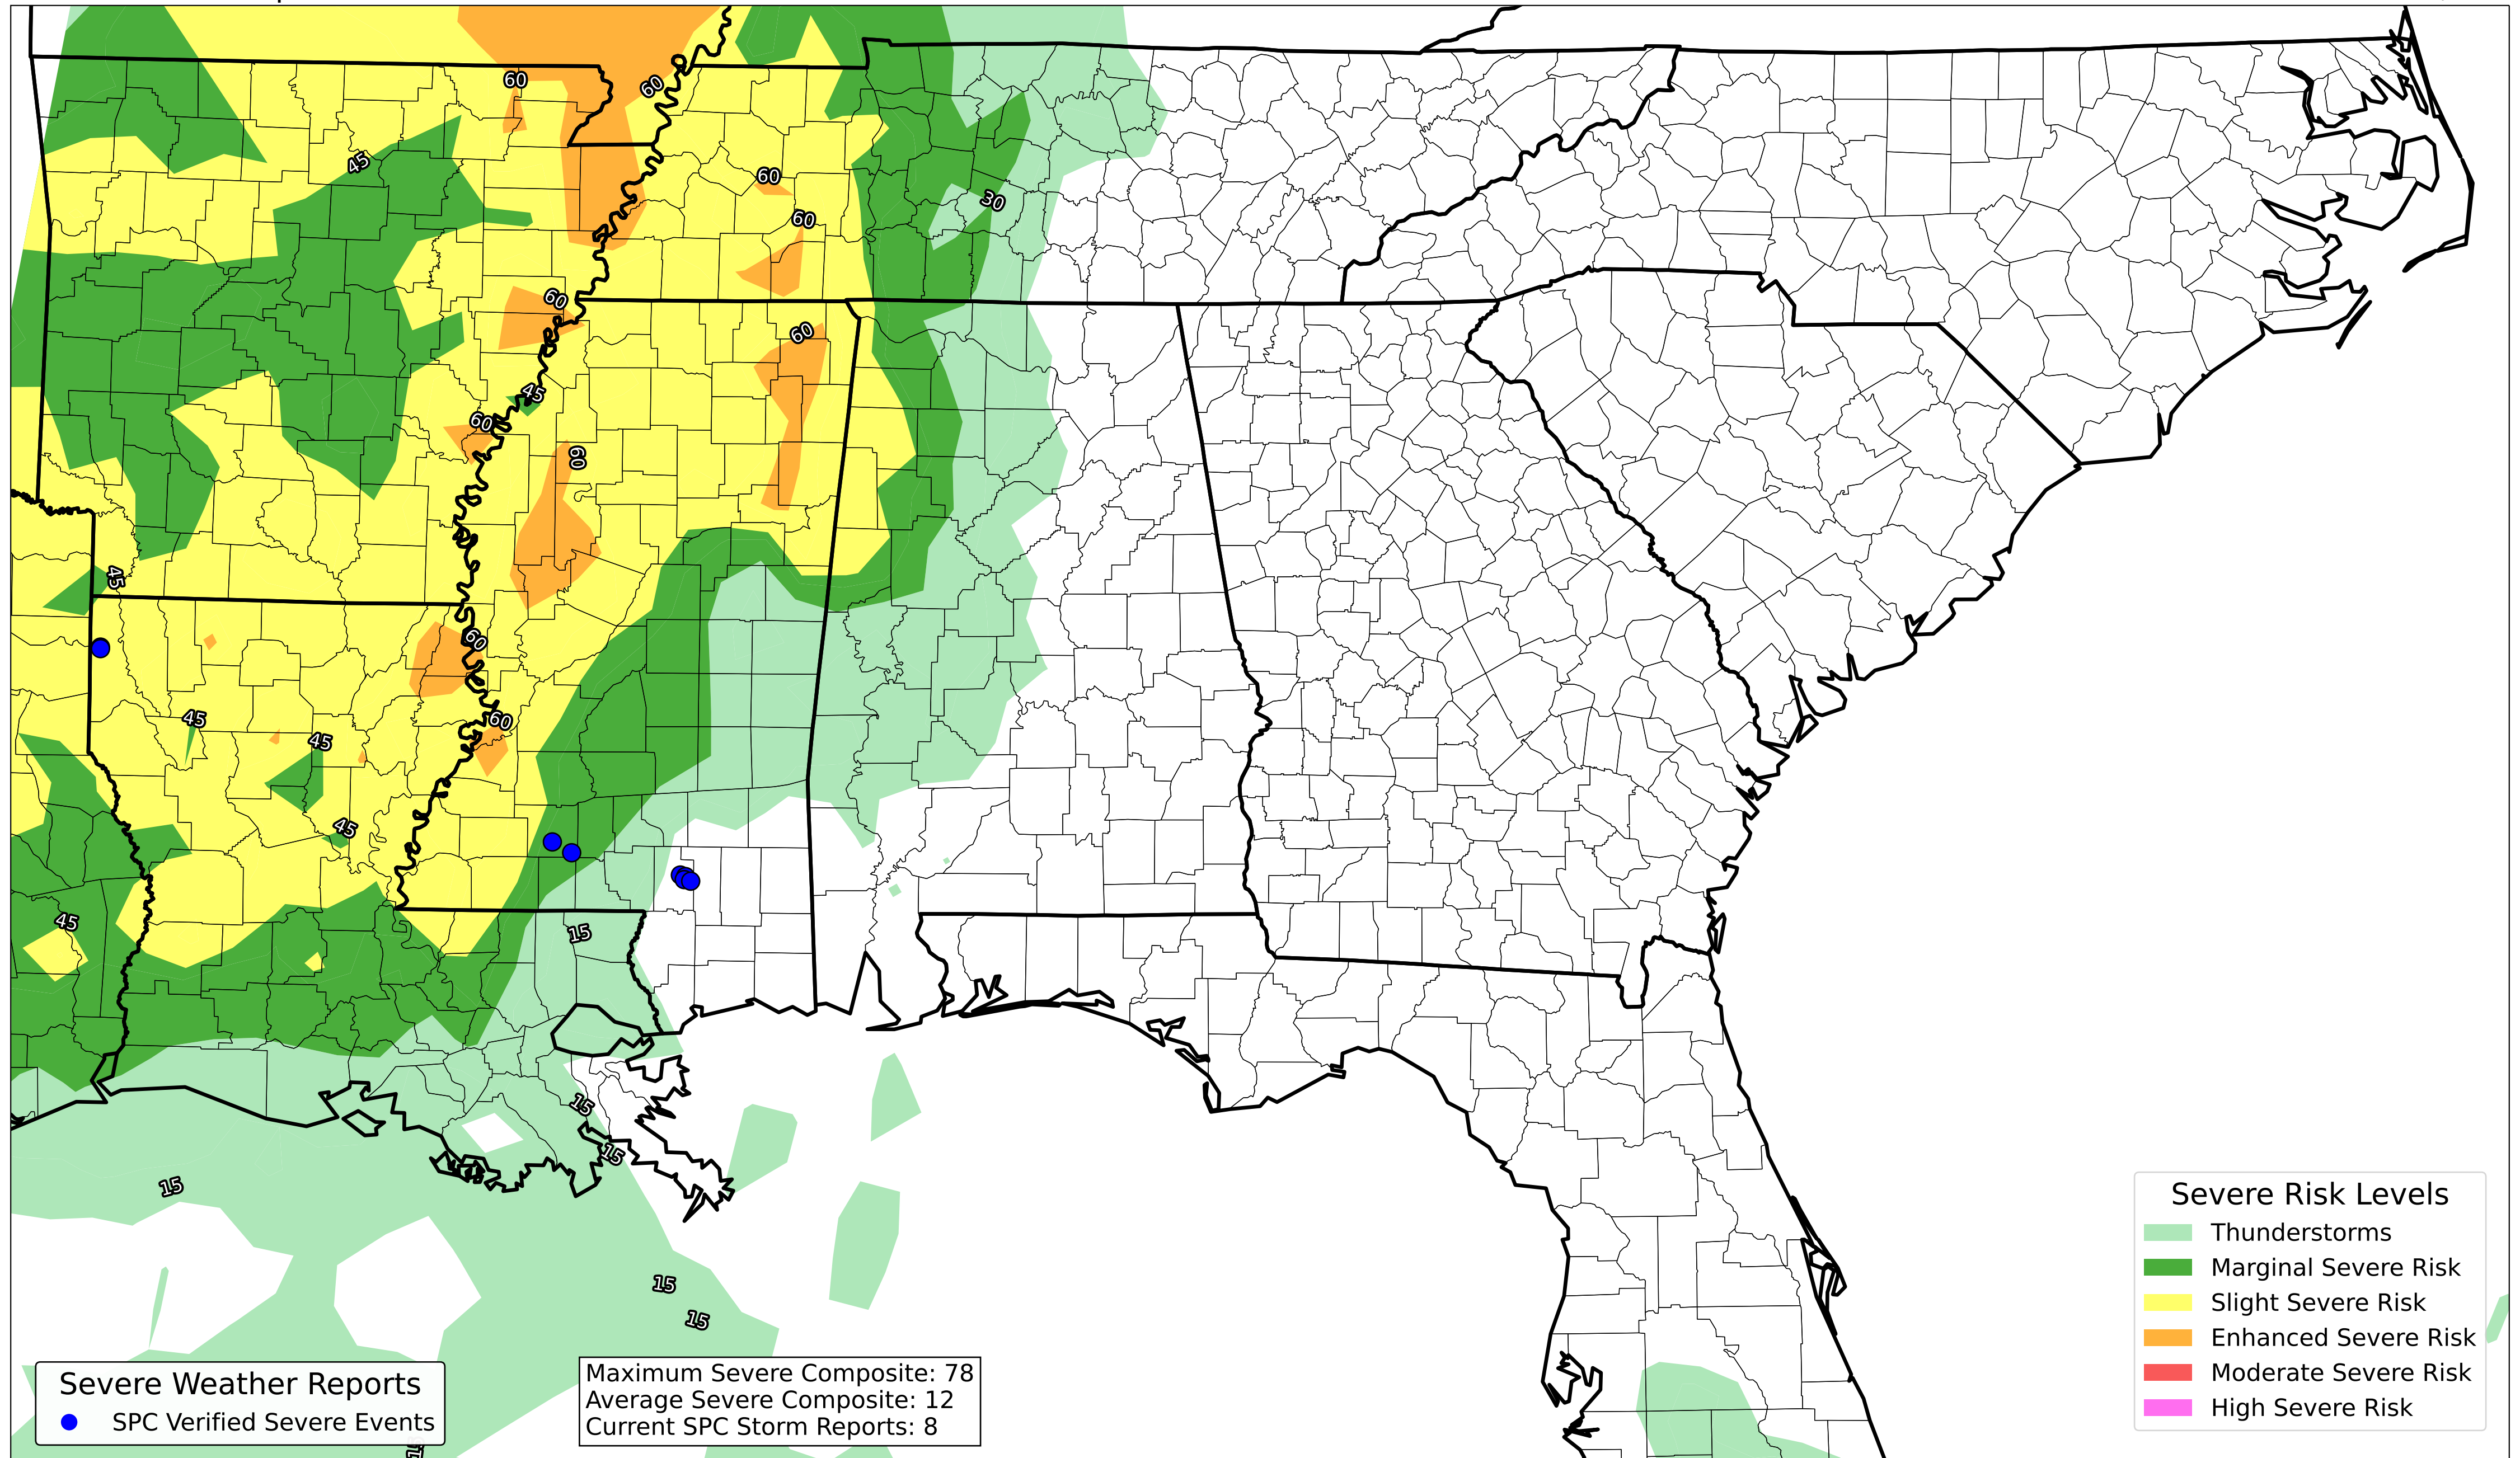 60
60
45
60
30
60
60
60
45
60
60
45
60
45
60
45
45
45
15
15
15
15
15
15
Severe Risk Levels
Thunderstorms
Marginal Severe Risk
Slight Severe Risk
Enhanced Severe Risk
Moderate Severe Risk
High Severe Risk
Severe Weather Reports
SPC Verified Severe Events
Maximum Severe Composite: 78
Average Severe Composite: 12
Current SPC Storm Reports: 8